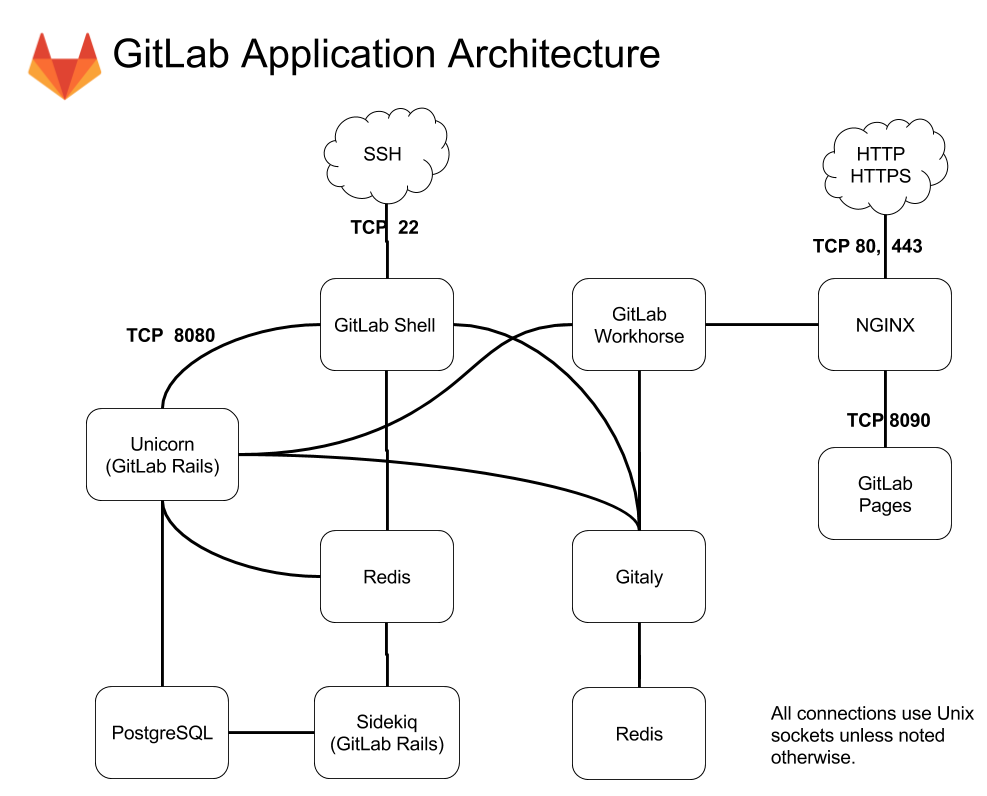 GitLab Application Architecture
SSH
HTTP
HTTPS
TCP 22
TCP 80, 443
GitLab Shell
GitLab
Workhorse
NGINX
TCP 8080
TCP 8090
Unicorn
(GitLab Rails)
GitLab
Pages
Redis
Gitaly
PostgreSQL
Sidekiq
(GitLab Rails)
Redis
All connections use Unix
sockets unless noted
otherwise.